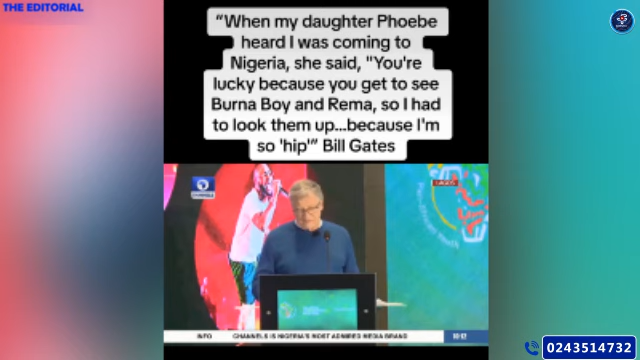 THE EDITORIAL
“When my daughter Phoebe
heard I was coming to
Nigeria, she said, "You're
lucky because you get to see
Burna Boy and Rema, so I had
to look them up...because I'm
so 'hip'” Bill Gates
LAGOS
INFO CHANNELS IS NIGERIA'S MOST ADMIRED MEDIA BRAND
0243514732